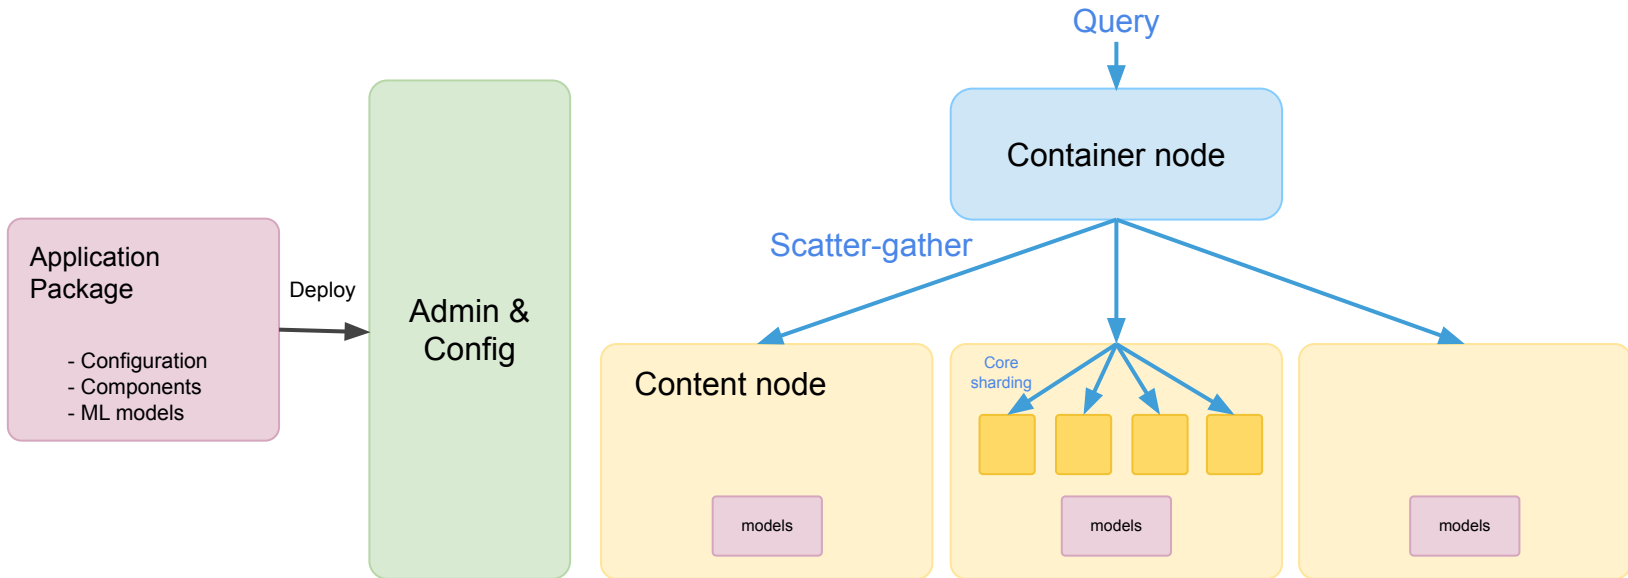 Query
Container node
Scatter-gather
Application
Package
- Configuration
- Components
- ML models
Deploy
Admin &
Config
Content node
models
Core
sharding
models
models